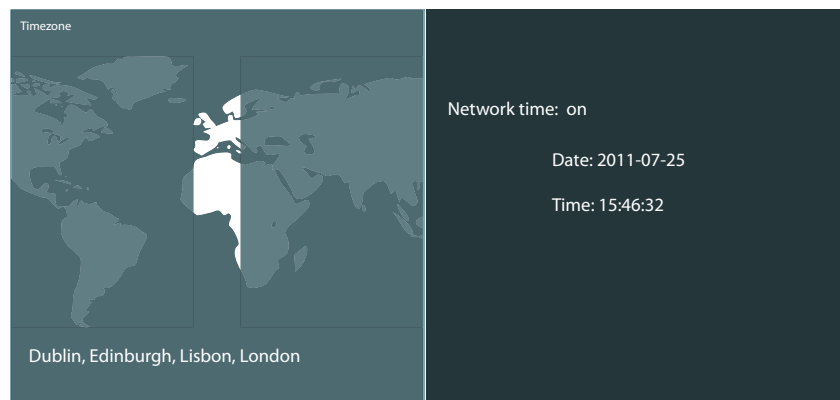 Timezone
Dublin, Edinburgh, Lisbon, London
Network time: on
Date: 2011-07-25
Time: 15:46:32